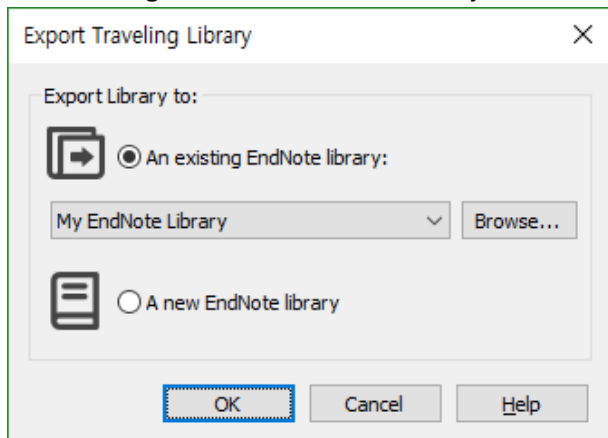 Export Traveling Library
Export Library to:
An existing EndNote library:
My EndNote Library
Browse...
A new EndNote library
OK Cancel Help